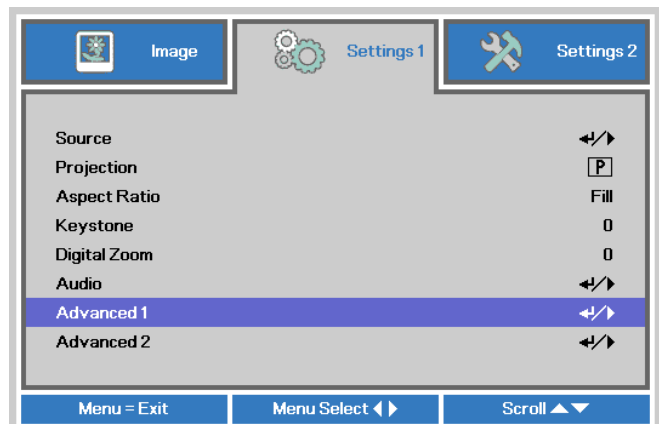 Image Settings 1 Settings 2
Source ↵/▶
Projection P
Aspect Ratio Fill
Keystone 0
Digital Zoom 0
Audio ↵/▶
Advanced 1 ↵/▶
Advanced 2 ↵/▶
Menu = Exit Menu Select ◀▶ Scroll ▲▼